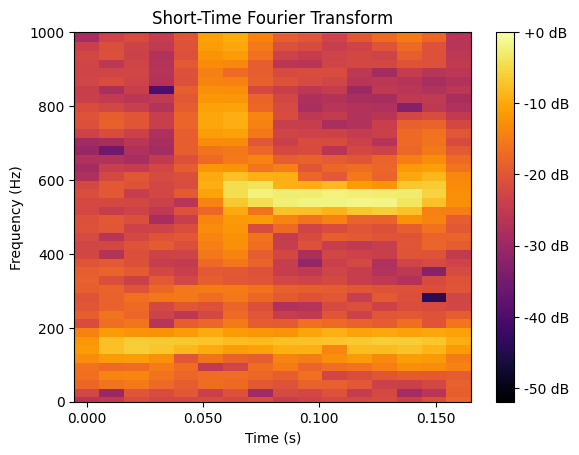 Short-Time Fourier Transform
1000
800
600
400
200
0
Frequency (Hz)
0.000
0.050
0.100
0.150
Time (s)
+0 dB
-10 dB
-20 dB
-30 dB
-40 dB
-50 dB